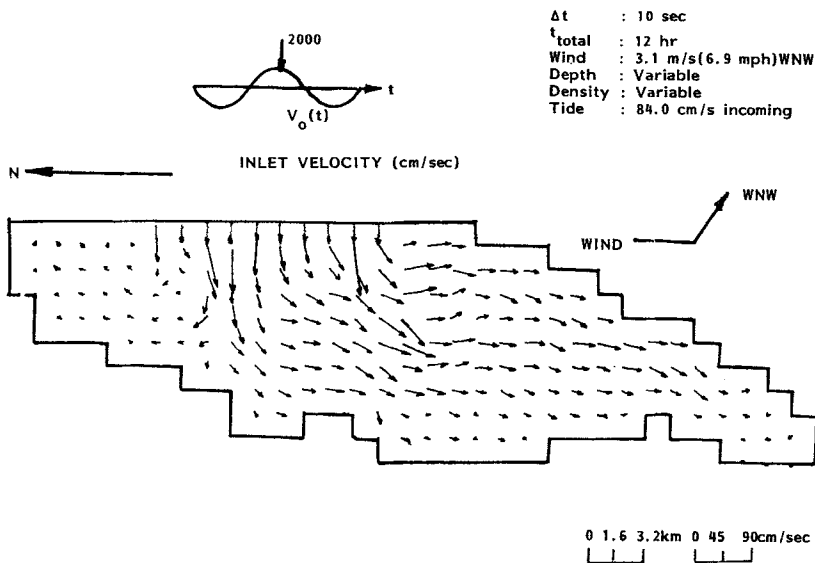 2000
t
V_o(t)
Δt : 10 sec
t_total : 12 hr
Wind : 3.1 m/s(6.9 mph)WNW
Depth : Variable
Density : Variable
Tide : 84.0 cm/s incoming
INLET VELOCITY (cm/sec)
N
WNW
WIND
0 1.6 3.2km 0 45 90cm/sec